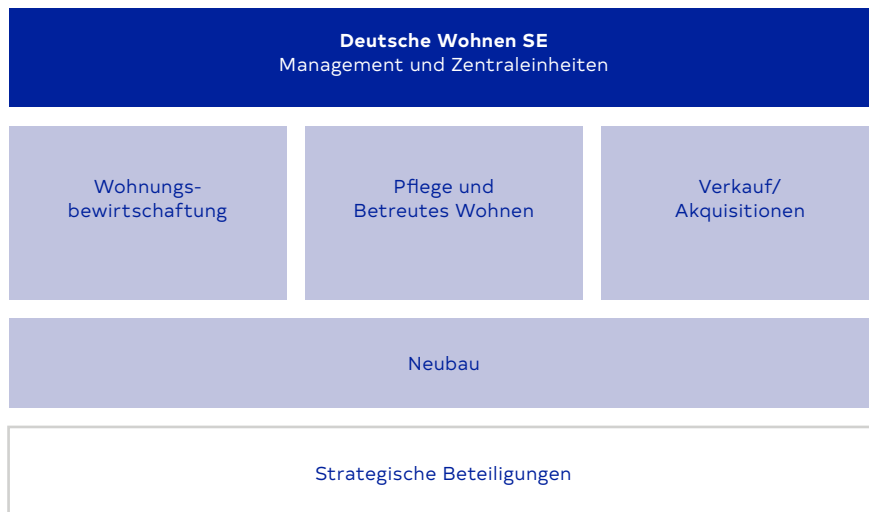 Deutsche Wohnen SE
Management und Zentraleinheiten
Wohnungs-
bewirtschaftung
Pflege und
Betreutes Wohnen
Verkauf/
Akquisitionen
Neubau
Strategische Beteiligungen